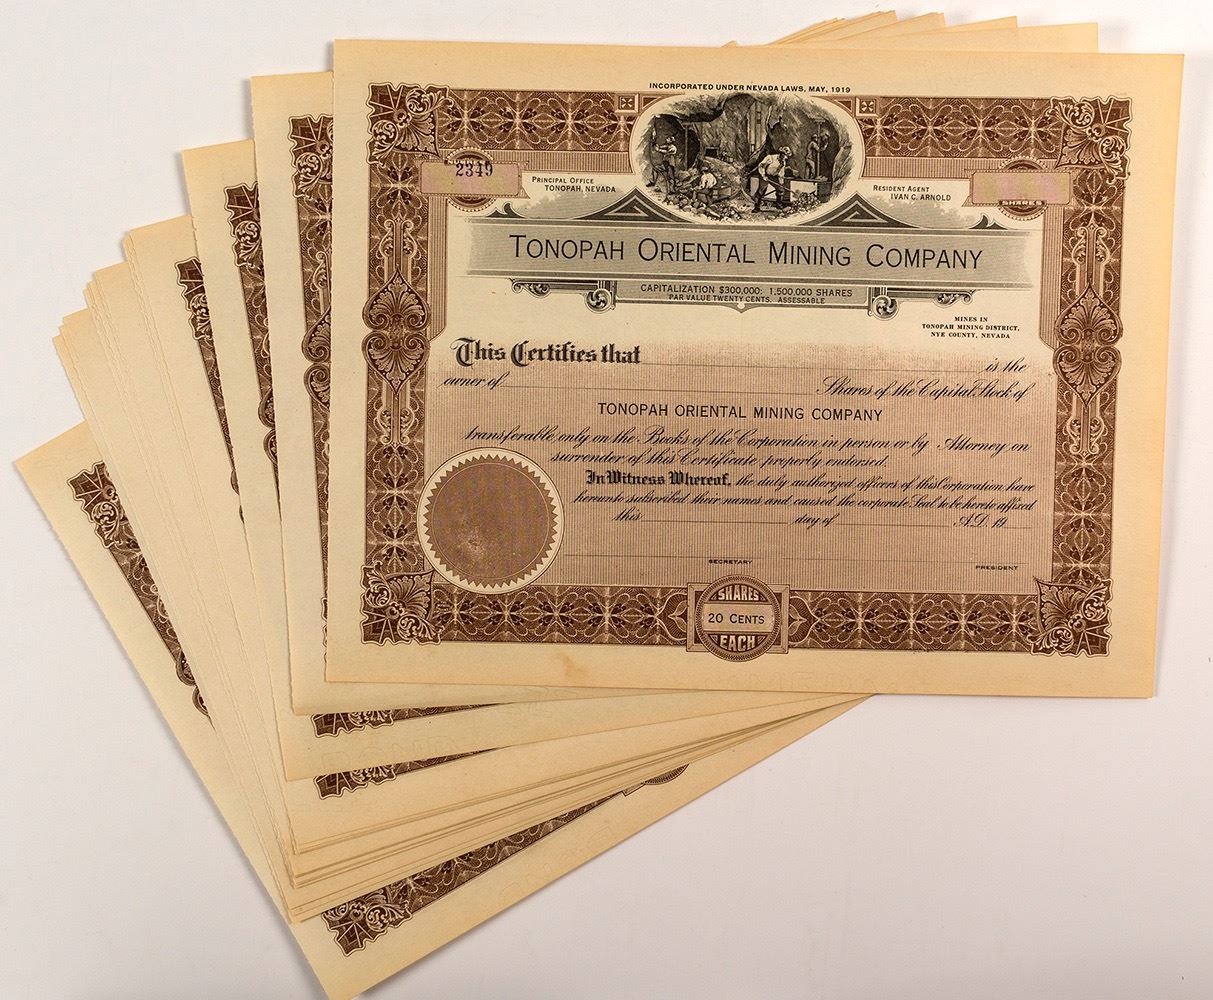 INCORPORATED UNDER NEVADA LAWS, MAY, 1919
NUMBER
2349
PRINCIPAL OFFICE
TONOPAH, NEVADA
RESIDENT AGENT
IVAN C. ARNOLD
SHARES
TONOPAH ORIENTAL MINING COMPANY
CAPITALIZATION $300,000: 1,500,000 SHARES
PAR VALUE TWENTY CENTS. ASSESSABLE
MINES IN
TONOPAH MINING DISTRICT,
NYE COUNTY, NEVADA
This Certifies that is the
owner of Shares of the Capital Stock of
TONOPAH ORIENTAL MINING COMPANY
transferable only on the Books of the Corporation in person or by Attorney on
surrender of this Certificate properly endorsed.
In Witness Whereof, the duly authorized officers of this Corporation have
hereunto subscribed their names and caused the corporate Seal to be hereto affixed
this day of A.D. 19
SECRETARY
PRESIDENT
SHARES
20 CENTS
EACH